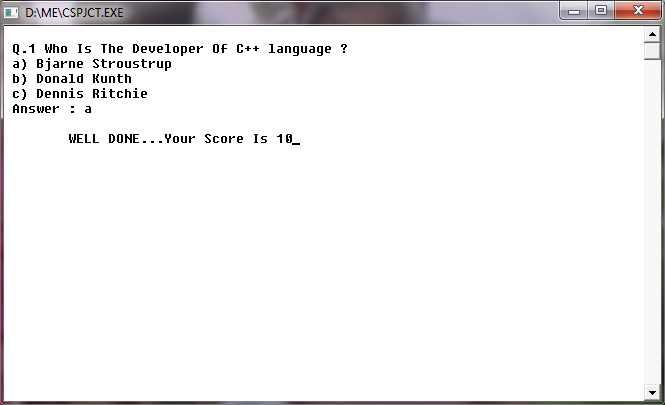 D:\ME\CSPJCT.EXE
Q.1 Who Is The Developer Of C++ language ?
a) Bjarne Stroustrup
b) Donald Kunth
c) Dennis Ritchie
Answer : a
WELL DONE...Your Score Is 10_